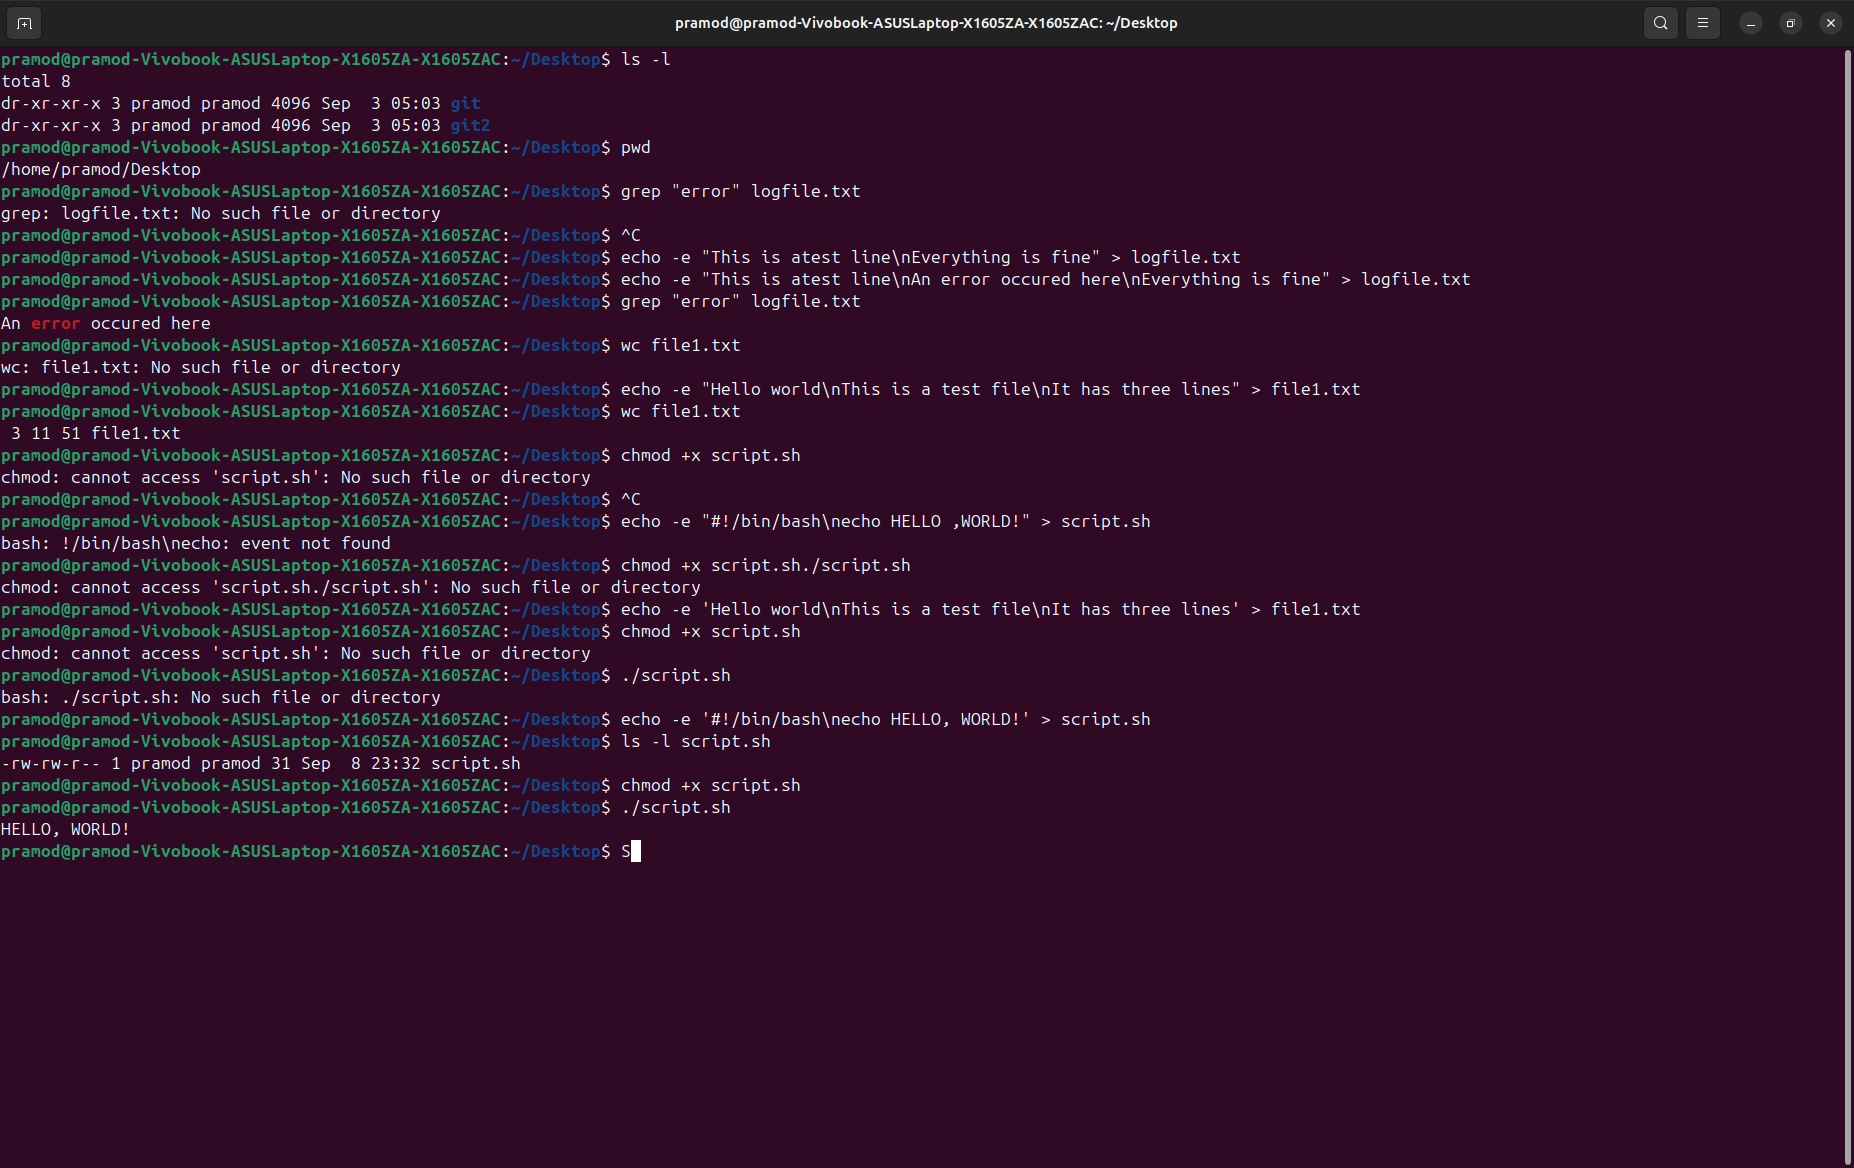 pramod@pramod-Vivobook-ASUSLaptop-X1605ZA-X1605ZAC: ~/Desktop
pramod@pramod-Vivobook-ASUSLaptop-X1605ZA-X1605ZAC:~/Desktop$ ls -l
total 8
dr-xr-xr-x 3 pramod pramod 4096 Sep  3 05:03 git
dr-xr-xr-x 3 pramod pramod 4096 Sep  3 05:03 git2
pramod@pramod-Vivobook-ASUSLaptop-X1605ZA-X1605ZAC:~/Desktop$ pwd
/home/pramod/Desktop
pramod@pramod-Vivobook-ASUSLaptop-X1605ZA-X1605ZAC:~/Desktop$ grep "error" logfile.txt
grep: logfile.txt: No such file or directory
pramod@pramod-Vivobook-ASUSLaptop-X1605ZA-X1605ZAC:~/Desktop$ ^C
pramod@pramod-Vivobook-ASUSLaptop-X1605ZA-X1605ZAC:~/Desktop$ echo -e "This is atest line\nEverything is fine" > logfile.txt
pramod@pramod-Vivobook-ASUSLaptop-X1605ZA-X1605ZAC:~/Desktop$ echo -e "This is atest line\nAn error occured here\nEverything is fine" > logfile.txt
pramod@pramod-Vivobook-ASUSLaptop-X1605ZA-X1605ZAC:~/Desktop$ grep "error" logfile.txt
An error occured here
pramod@pramod-Vivobook-ASUSLaptop-X1605ZA-X1605ZAC:~/Desktop$ wc file1.txt
wc: file1.txt: No such file or directory
pramod@pramod-Vivobook-ASUSLaptop-X1605ZA-X1605ZAC:~/Desktop$ echo -e "Hello world\nThis is a test file\nIt has three lines" > file1.txt
pramod@pramod-Vivobook-ASUSLaptop-X1605ZA-X1605ZAC:~/Desktop$ wc file1.txt
 3 11 51 file1.txt
pramod@pramod-Vivobook-ASUSLaptop-X1605ZA-X1605ZAC:~/Desktop$ chmod +x script.sh
chmod: cannot access 'script.sh': No such file or directory
pramod@pramod-Vivobook-ASUSLaptop-X1605ZA-X1605ZAC:~/Desktop$ ^C
pramod@pramod-Vivobook-ASUSLaptop-X1605ZA-X1605ZAC:~/Desktop$ echo -e "#!/bin/bash\necho HELLO ,WORLD!" > script.sh
bash: !/bin/bash\necho: event not found
pramod@pramod-Vivobook-ASUSLaptop-X1605ZA-X1605ZAC:~/Desktop$ chmod +x script.sh./script.sh
chmod: cannot access 'script.sh./script.sh': No such file or directory
pramod@pramod-Vivobook-ASUSLaptop-X1605ZA-X1605ZAC:~/Desktop$ echo -e 'Hello world\nThis is a test file\nIt has three lines' > file1.txt
pramod@pramod-Vivobook-ASUSLaptop-X1605ZA-X1605ZAC:~/Desktop$ chmod +x script.sh
chmod: cannot access 'script.sh': No such file or directory
pramod@pramod-Vivobook-ASUSLaptop-X1605ZA-X1605ZAC:~/Desktop$ ./script.sh
bash: ./script.sh: No such file or directory
pramod@pramod-Vivobook-ASUSLaptop-X1605ZA-X1605ZAC:~/Desktop$ echo -e '#!/bin/bash\necho HELLO, WORLD!' > script.sh
pramod@pramod-Vivobook-ASUSLaptop-X1605ZA-X1605ZAC:~/Desktop$ ls -l script.sh
-rw-rw-r-- 1 pramod pramod 31 Sep  8 23:32 script.sh
pramod@pramod-Vivobook-ASUSLaptop-X1605ZA-X1605ZAC:~/Desktop$ chmod +x script.sh
pramod@pramod-Vivobook-ASUSLaptop-X1605ZA-X1605ZAC:~/Desktop$ ./script.sh
HELLO, WORLD!
pramod@pramod-Vivobook-ASUSLaptop-X1605ZA-X1605ZAC:~/Desktop$ S